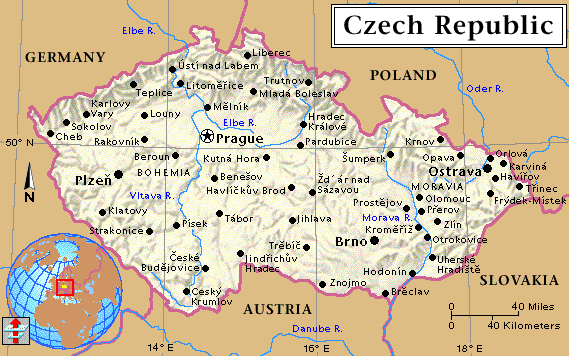 Czech Republic
Elbe R.
GERMANY
Liberec
Ústí nad Labem
POLAND
Teplice
Litoměřice
Trutnov
Mladá Boleslav
Oder R.
Karlovy
Vary
Louny
Mělník
Sokolov
Elbe R.
Hradec
Králové
Cheb
Rakovník
Prague
Pardubice
Krnov
50° N
Beroun
Kutná Hora
Šumperk
Opava
Orlová
Karviná
Ostrava
Havířov
Plzeň
BOHEMIA
Benešov
Žd´ár nad
Sázavou
MORAVIA
Třinec
N
Vltava R.
Havlíčkův Brod
Olomouc
Frýdek-Místek
Prostějov
Přerov
Klatovy
Tábor
Jihlava
Morava R.
Zlín
Strakonice
Písek
Kroměříž
Třebíč
Brno
Otrokovice
České
Budějovice
Jindřichův
Hradec
Uherské
Hradiště
Hodonín
SLOVAKIA
Český
Krumlov
Znojmo
Břeclav
AUSTRIA
0 40 Miles
0 40 Kilometers
Danube R.
14° E
16° E
18° E